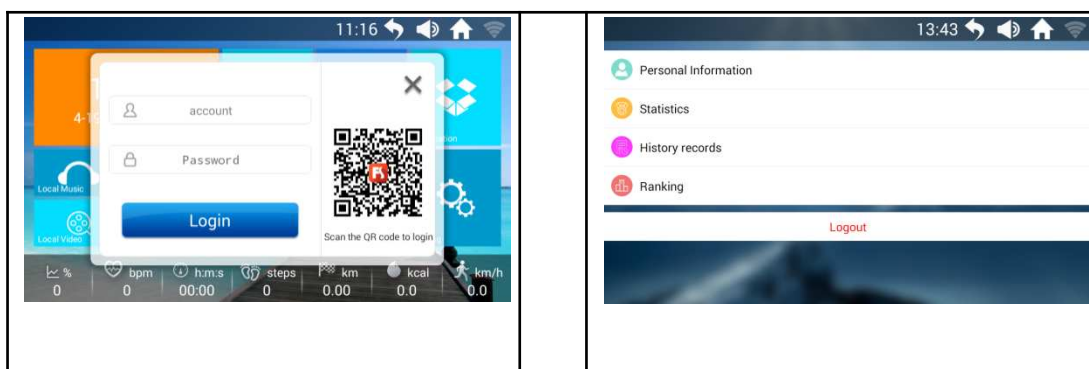 11:16
4-19
account
Password
Login
Scan the QR code to login
Local Music
Local Video
% bpm h:m:s steps km kcal km/h
0 0 00:00 0 0.00 0.0 0.0
13:43
Personal Information
Statistics
History records
Ranking
Logout